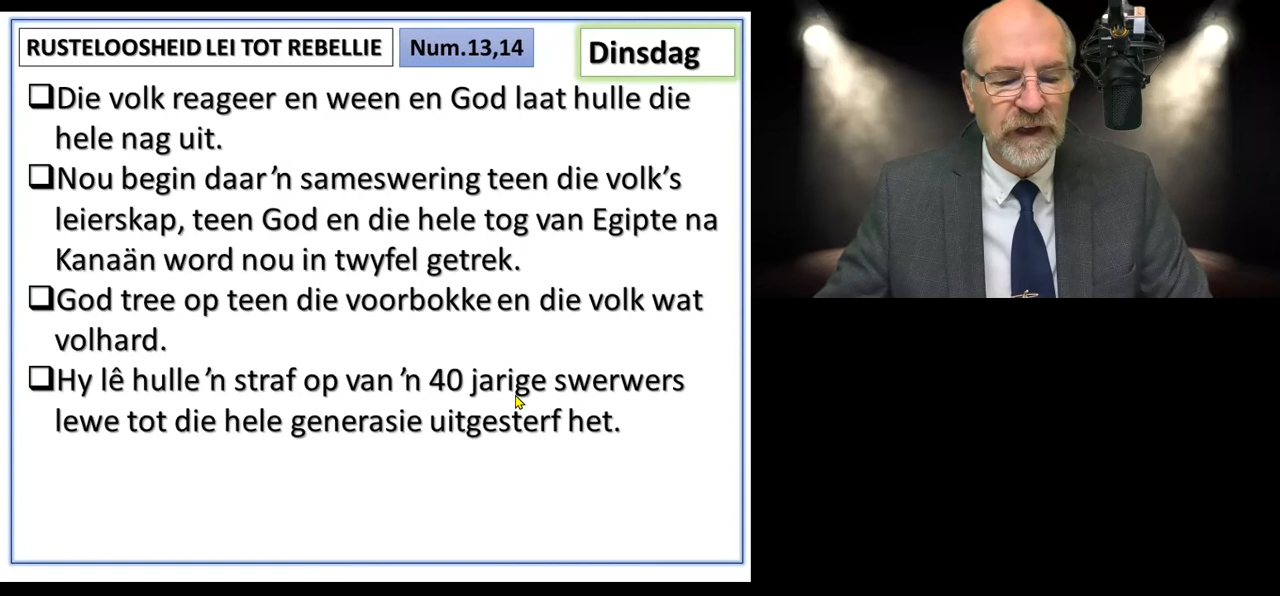 RUSTELOOSHEID LEI TOT REBELLIE
Num.13,14
Dinsdag
Die volk reageer en ween en God laat hulle die
hele nag uit.
Nou begin daar ’n sameswering teen die volk’s
leierskap, teen God en die hele tog van Egipte na
Kanaän word nou in twyfel getrek.
God tree op teen die voorbokke en die volk wat
volhard.
Hy lê hulle ’n straf op van ’n 40 jarige swerwers
lewe tot die hele generasie uitgesterf het.